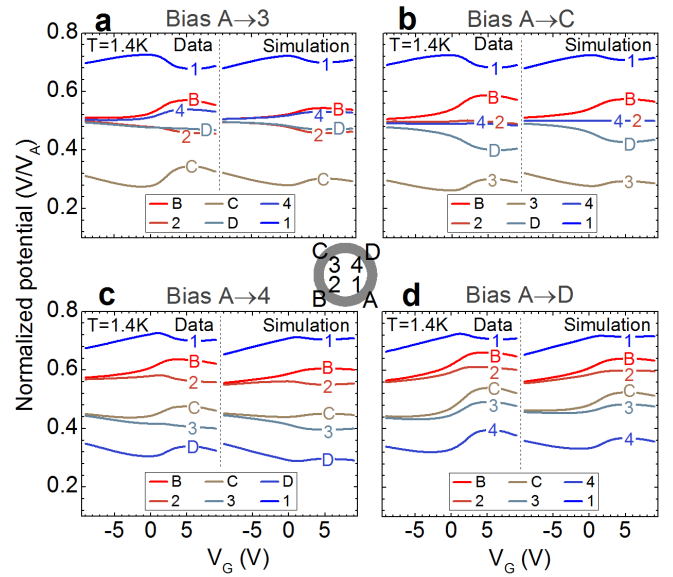 a Bias A→3
b Bias A→C
T=1.4K Data Simulation
T=1.4K Data Simulation
0.8
0.6
0.4
0.2
1
1
B
B
4
4
D
D
2
2
C
C
B C 4
2 D 1
1
1
B
B
4 2
4 2
D
D
3
3
B 3 4
2 D 1
C D
3 4
2 1
B A
c Bias A→4
d Bias A→D
T=1.4K Data Simulation
T=1.4K Data Simulation
0.8
0.6
0.4
0.2
1
1
B
B
2
2
C
C
3
3
D
D
B C D
2 3 1
1
1
B
B
2
2
C
C
3
3
4
4
B C 4
2 3 1
-5 0 5 -5 0 5
-5 0 5 -5 0 5
V_G (V)
V_G (V)
Normalized potential (V/V_A)